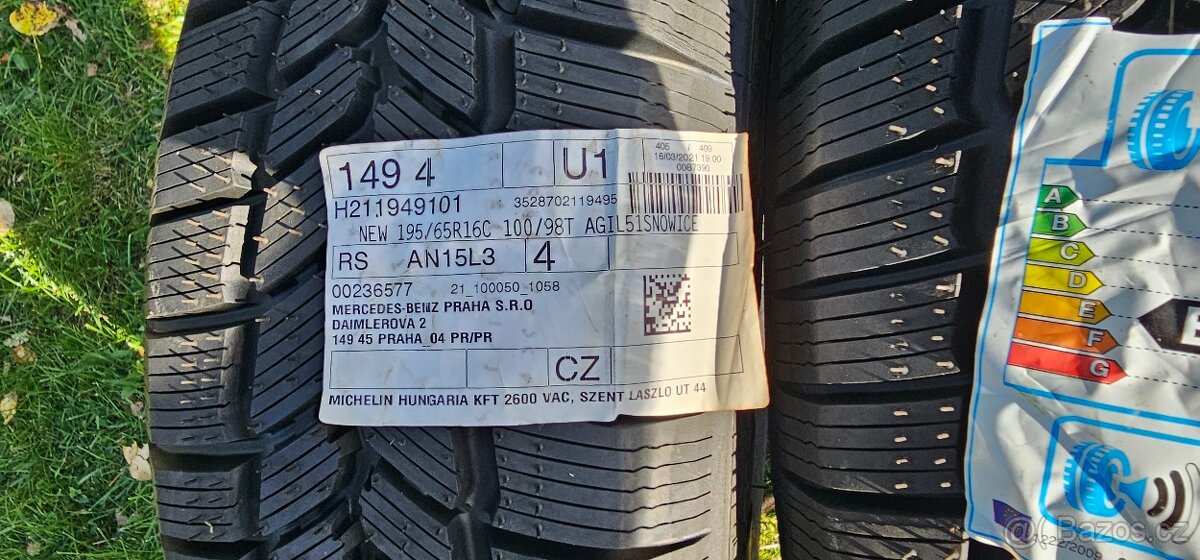 149 4
U1
405 / 409
16/03/2021 19:00
0087390
H211949101
3528702119495
NEW 195/65R16C 100/98T AGIL51SNOWICE
RS AN15L3 4
00236577 21_100050_1058
MERCEDES-BENZ PRAHA S.R.O
DAIMLEROVA 2
149 45 PRAHA_04 PR/PR
CZ
MICHELIN HUNGARIA KFT 2600 VAC, SZENT LASZLO UT 44
A
B
C
D
E
F
G
Bazos.cz